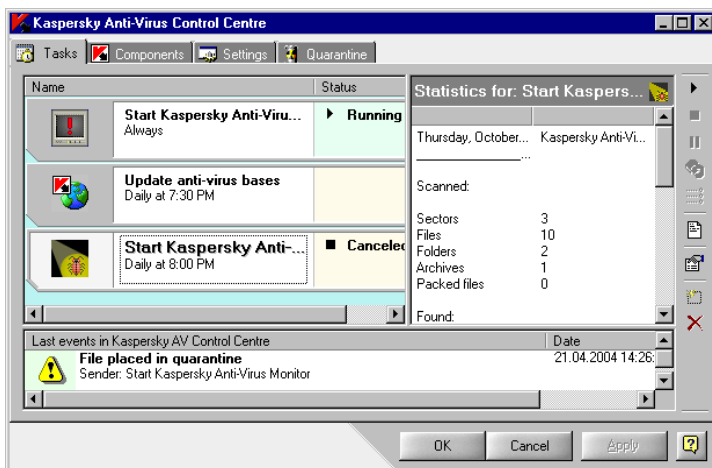 Kaspersky Anti-Virus Control Centre
Tasks Components Settings Quarantine
Name Status
Start Kaspersky Anti-Viru... Running
Always
Update anti-virus bases
Daily at 7:30 PM
Start Kaspersky Anti-... Canceled
Daily at 8:00 PM
Statistics for: Start Kaspers...
Thursday, October... Kaspersky Anti-Vi...
________________...
Scanned:
Sectors 3
Files 10
Folders 2
Archives 1
Packed files 0
Found:
Last events in Kaspersky AV Control Centre Date
File placed in quarantine 21.04.2004 14:26:
Sender: Start Kaspersky Anti-Virus Monitor
OK Cancel Apply